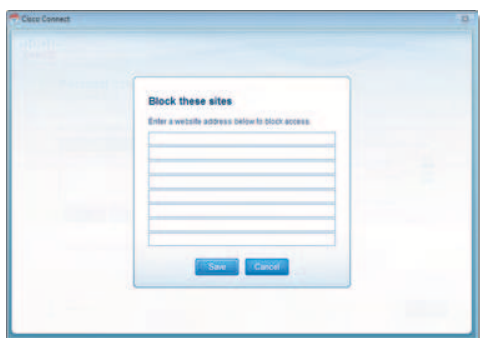 Cisco Connect
Block these sites
Enter a website address below to block access.
Save
Cancel